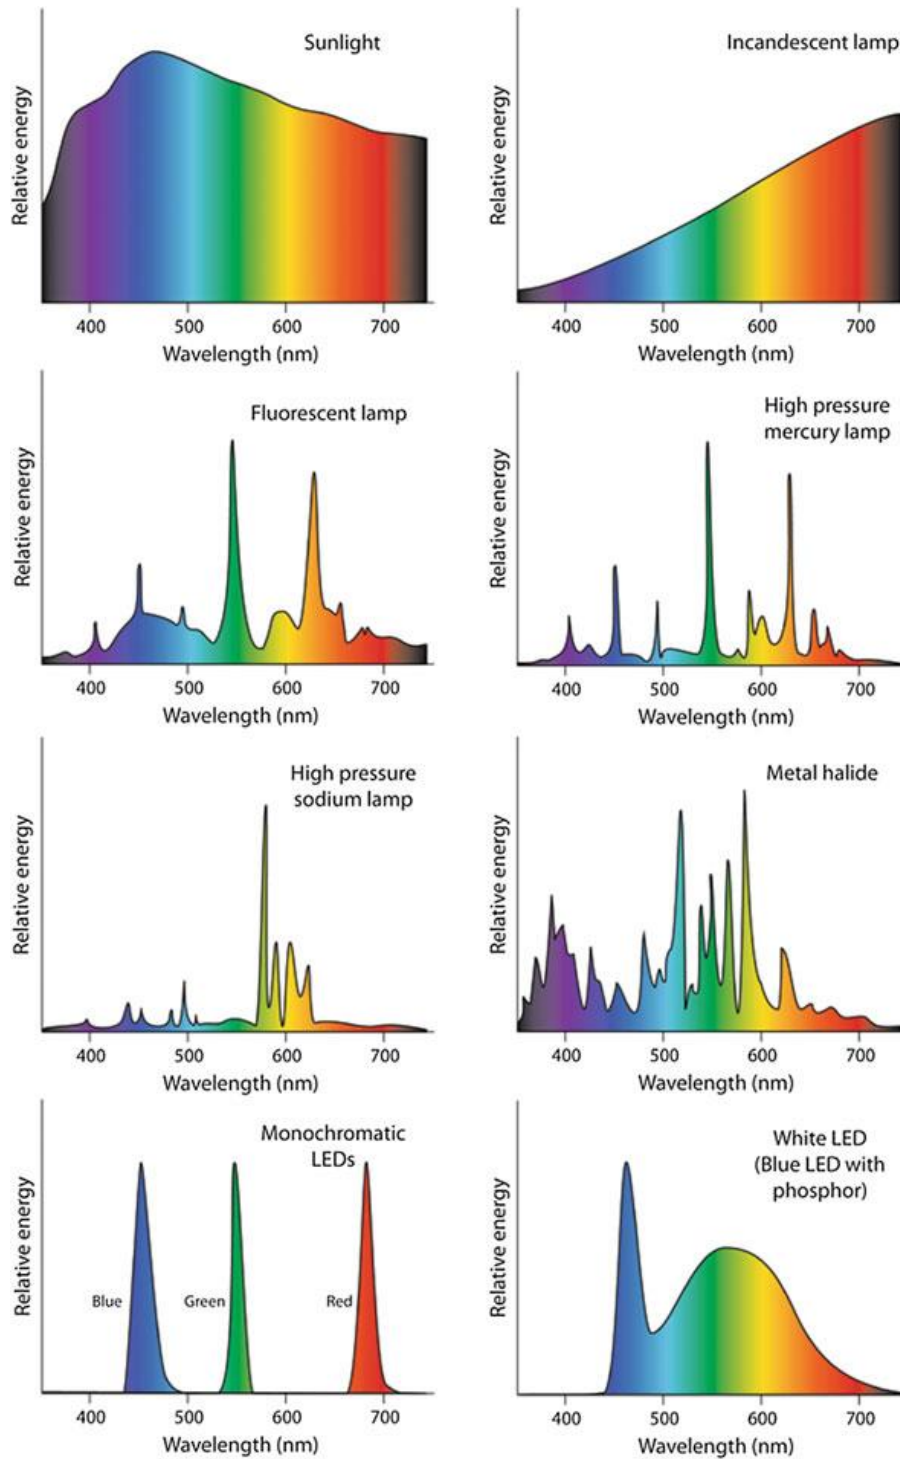 Sunlight
Relative energy
400 500 600 700
Wavelength (nm)
Incandescent lamp
Relative energy
400 500 600 700
Wavelength (nm)
Fluorescent lamp
Relative energy
400 500 600 700
Wavelength (nm)
High pressure
mercury lamp
Relative energy
400 500 600 700
Wavelength (nm)
High pressure
sodium lamp
Relative energy
400 500 600 700
Wavelength (nm)
Metal halide
Relative energy
400 500 600 700
Wavelength (nm)
Monochromatic
LEDs
Relative energy
Blue Green Red
400 500 600 700
Wavelength (nm)
White LED
(Blue LED with
phosphor)
Relative energy
400 500 600 700
Wavelength (nm)